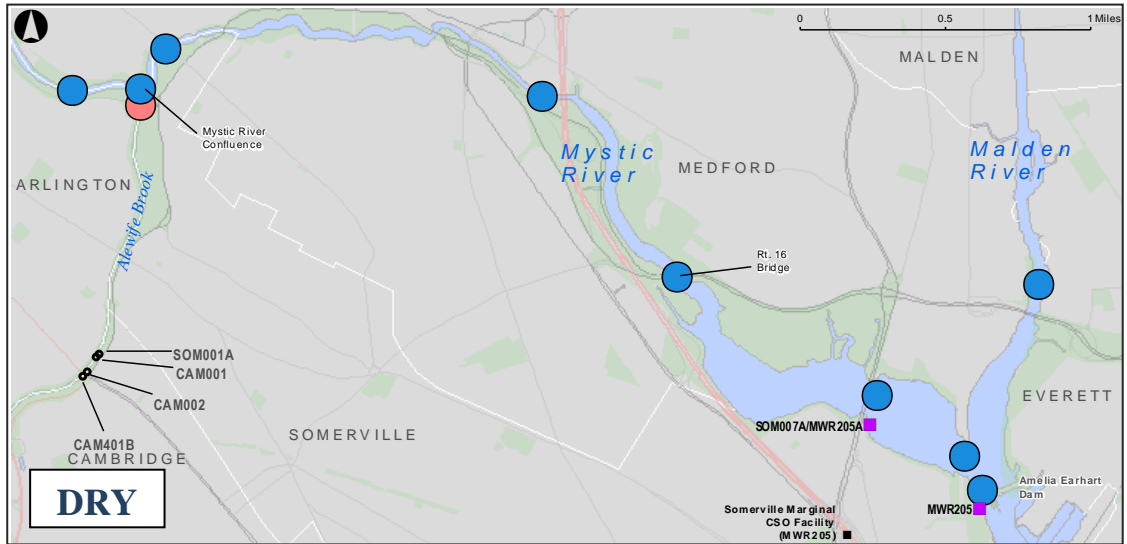 0 0.5 1 Miles
MALDEN
Mystic River
Confluence
Mystic
River
MEDFORD
Malden
River
ARLINGTON
Alewife Brook
Rt. 16
Bridge
SOM001A
CAM001
CAM002
CAM401B
CAMBRIDGE
SOMERVILLE
EVERETT
SOM007A/MWR205A
DRY
Amelia Earhart
Dam
MWR205
Somerville Marginal
CSO Facility
(MWR205)